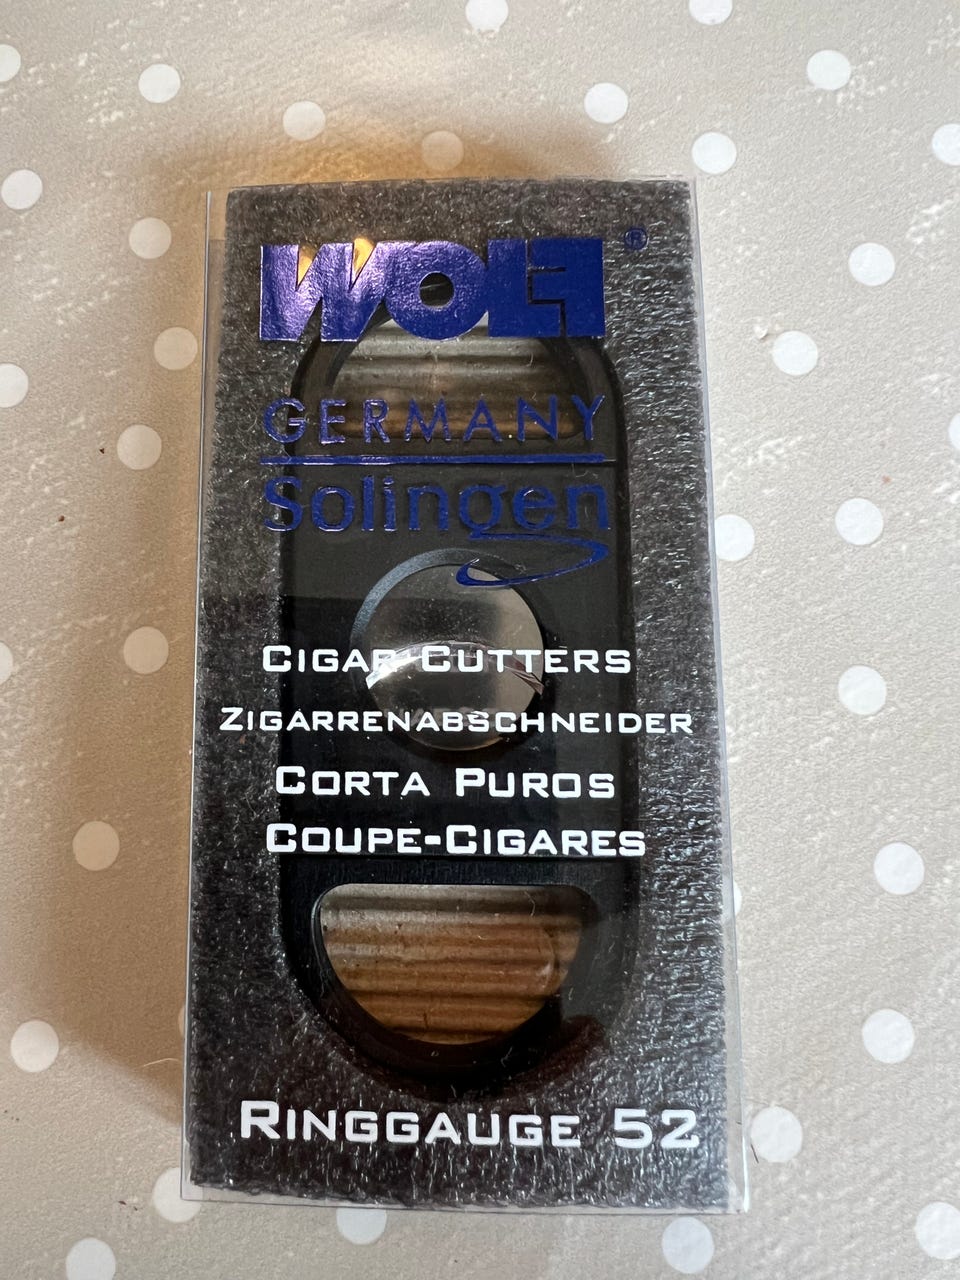 WOLF®
GERMANY
Solingen
CIGAR CUTTERS
ZIGARRENABSCHNEIDER
CORTA PUROS
COUPE-CIGARES
RINGGAUGE 52